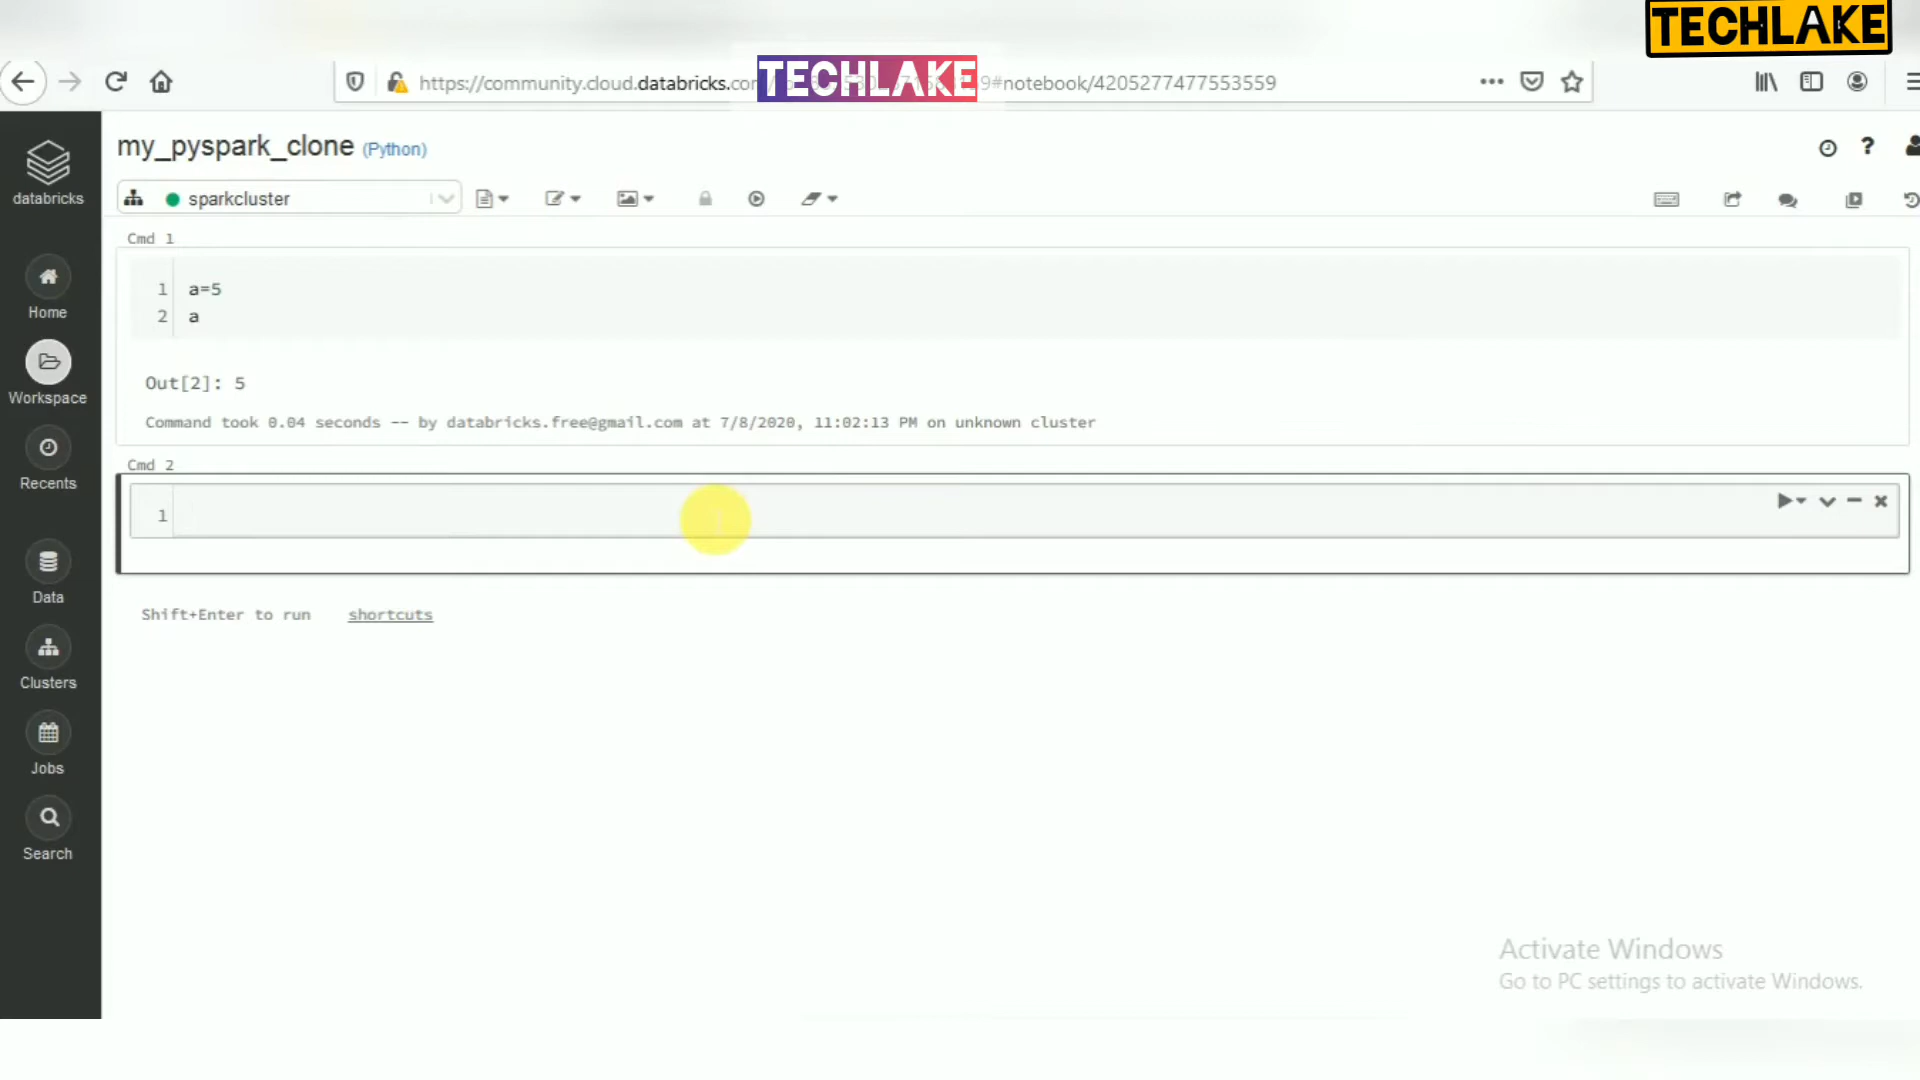 TECHLAKE
https://community.cloud.databricks.co
TECHLAKE
9#notebook/4205277477553559
my_pyspark_clone (Python)
databricks
sparkcluster
Cmd 1
1 a=5
2 a
Home
Out[2]: 5
Workspace
Command took 0.04 seconds -- by databricks.free@gmail.com at 7/8/2020, 11:02:13 PM on unknown cluster
Cmd 2
Recents
1
Data
Shift+Enter to run shortcuts
Clusters
Jobs
Search
Activate Windows
Go to PC settings to activate Windows.